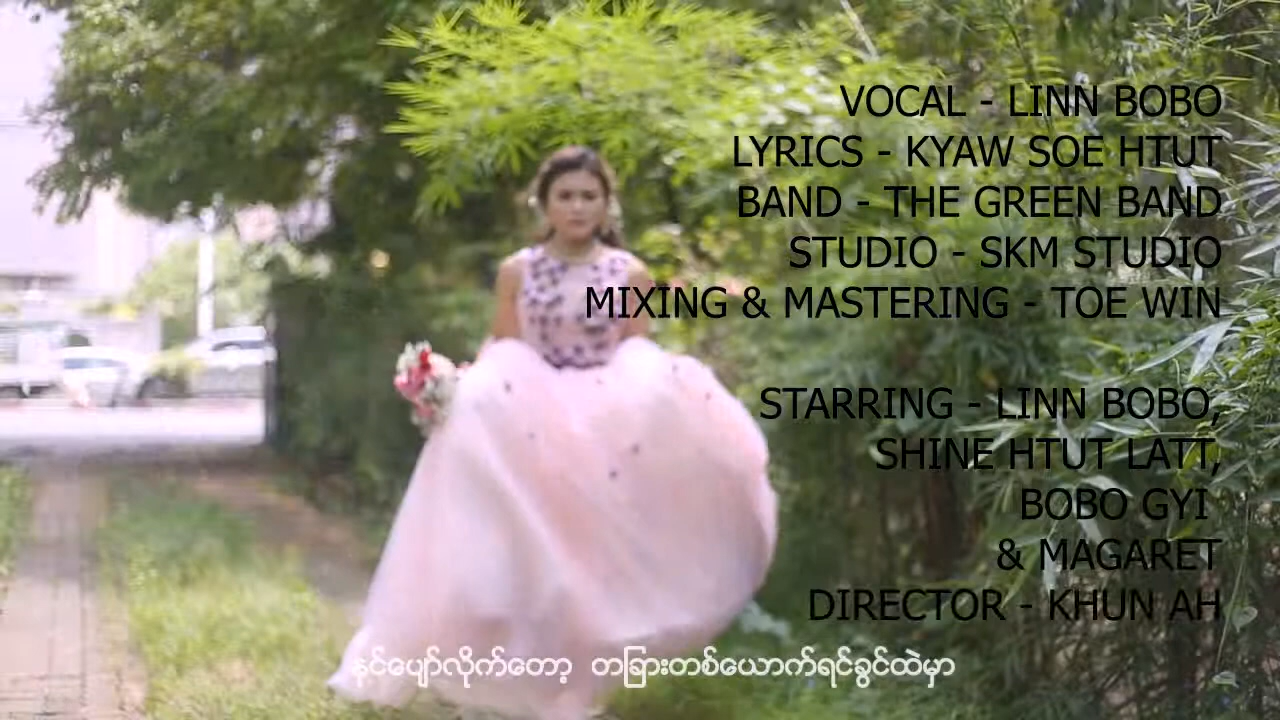 VOCAL - LINN BOBO
LYRICS - KYAW SOE HTUT
BAND - THE GREEN BAND
STUDIO - SKM STUDIO
MIXING & MASTERING - TOE WIN
STARRING - LINN BOBO,
SHINE HTUT LATT,
BOBO GYI
& MAGARET
DIRECTOR - KHUN AH
နင်ပျော်လိုက်တော့ တခြားတစ်ယောက်ရင်ခွင်ထဲမှာ